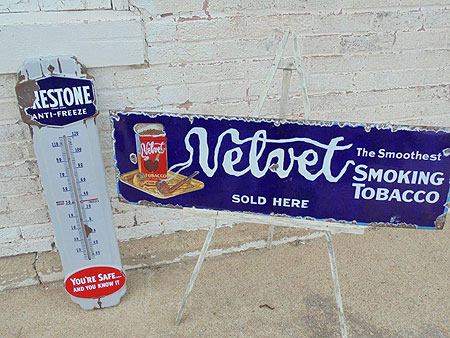 RESTONE
ANTI-FREEZE
120
YOU'RE SAFE...
AND YOU KNOW IT
Velvet
TOBACCO
Velvet
The Smoothest
SMOKING
TOBACCO
SOLD HERE